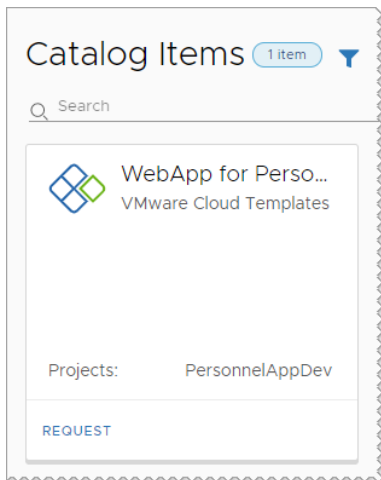 Catalog Items 1 item
Search
WebApp for Perso...
VMware Cloud Templates
Projects: PersonnelAppDev
REQUEST